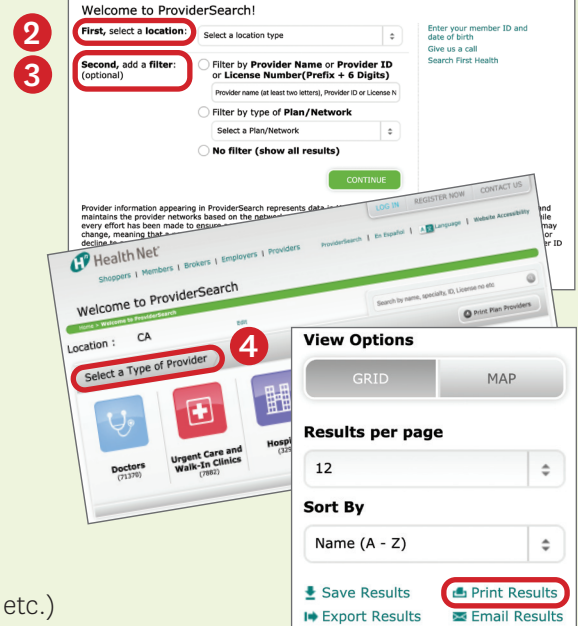 Welcome to ProviderSearch!
2
First, select a location:
Select a location type
3
Second, add a filter:
(optional)
Filter by Provider Name or Provider ID
or License Number(Prefix + 6 Digits)
Provider name (at least two letters), Provider ID or License N
Filter by type of Plan/Network
Select a Plan/Network
No filter (show all results)
CONTINUE
Enter your member ID and
date of birth
Give us a call
Search First Health
Provider information appearing in ProviderSearch represents data
and
maintains the provider networks based on the
every effort has been made to ensure
may
change, meaning that
or
decline to
er ID
LOG IN REGISTER NOW CONTACT US
Health Net
Shoppers | Members | Brokers | Employers | Providers
ProviderSearch | En Español | Language | Website Accessibility
Welcome to ProviderSearch
Home > Welcome to ProviderSearch
Location : CA
Edit
Search by name, specialty, ID, License no etc
Print Plan Providers
4
Select a Type of Provider
Doctors
(71370)
Urgent Care and
Walk-In Clinics
(7882)
Hospi
(329
View Options
GRID MAP
Results per page
12
Sort By
Name (A - Z)
Save Results Print Results
Export Results Email Results
etc.)